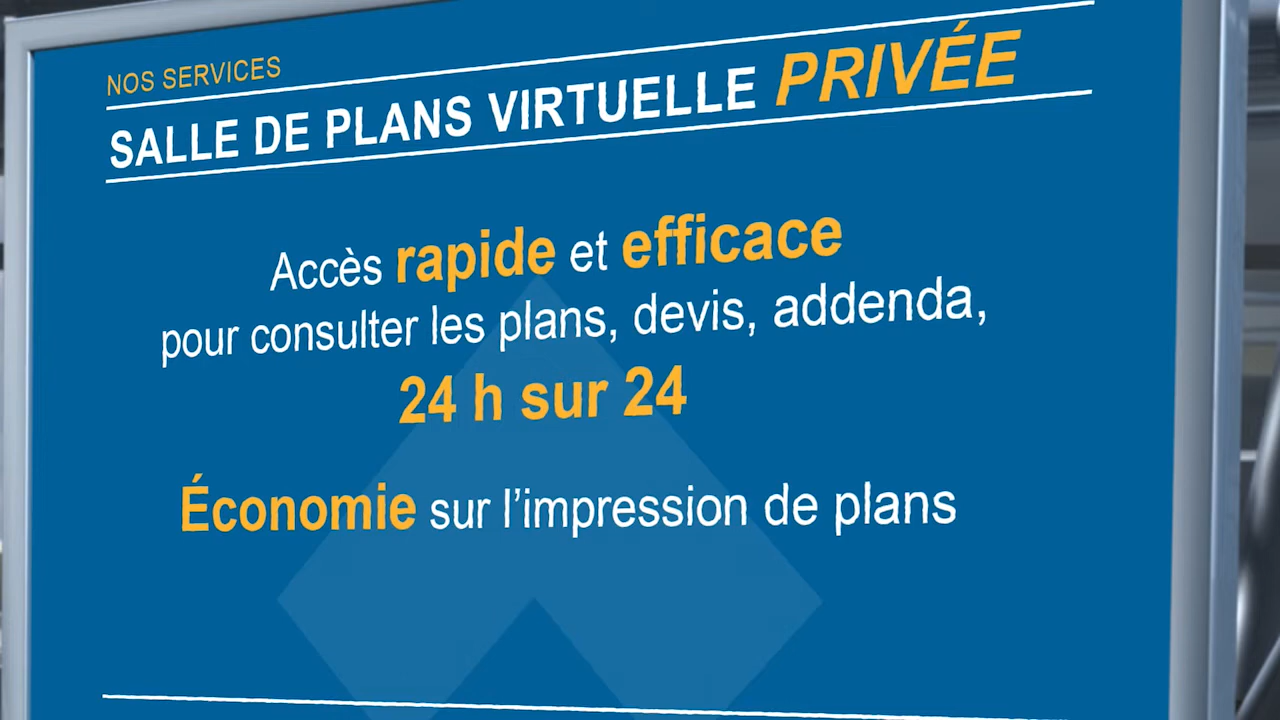 NOS SERVICES
SALLE DE PLANS VIRTUELLE PRIVÉE
Accès rapide et efficace
pour consulter les plans, devis, addenda,
24 h sur 24
Économie sur l’impression de plans